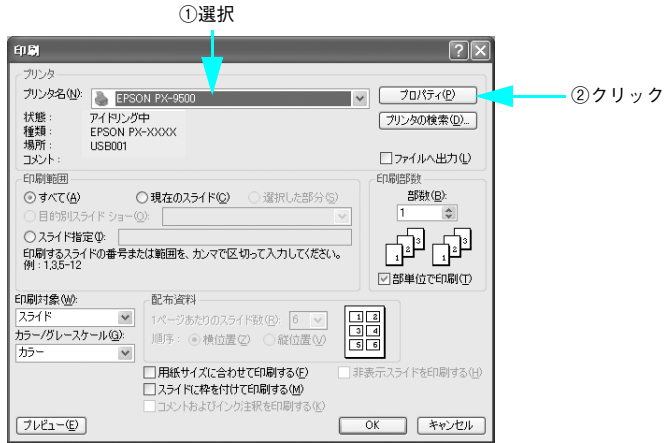 ①選択
印刷
プリンタ
プリンタ名(N): EPSON PX-9500 プロパティ(P)
②クリック
状態： アイドリング中 プリンタの検索(D)...
種類： EPSON PX-XXXX
場所： USB001
コメント： ファイルへ出力(L)
印刷範囲 印刷部数
すべて(A) 現在のスライド(C) 選択した部分(S) 部数(B):
目的別スライド ショー(O): 1
スライド指定(I):
印刷するスライドの番号または範囲を、カンマで区切って入力してください。
例：1,3,5-12
1 2 3 1 2 3
部単位で印刷(T)
印刷対象(W): 配布資料
スライド 1ページあたりのスライド数(R): 6 1 2
カラー/グレースケール(G): 順序： 横位置(Z) 縦位置(V) 3 4
カラー 5 6
用紙サイズに合わせて印刷する(F) 非表示スライドを印刷する(H)
スライドに枠を付けて印刷する(M)
コメントおよびインク注釈を印刷する(K)
プレビュー(E) OK キャンセル